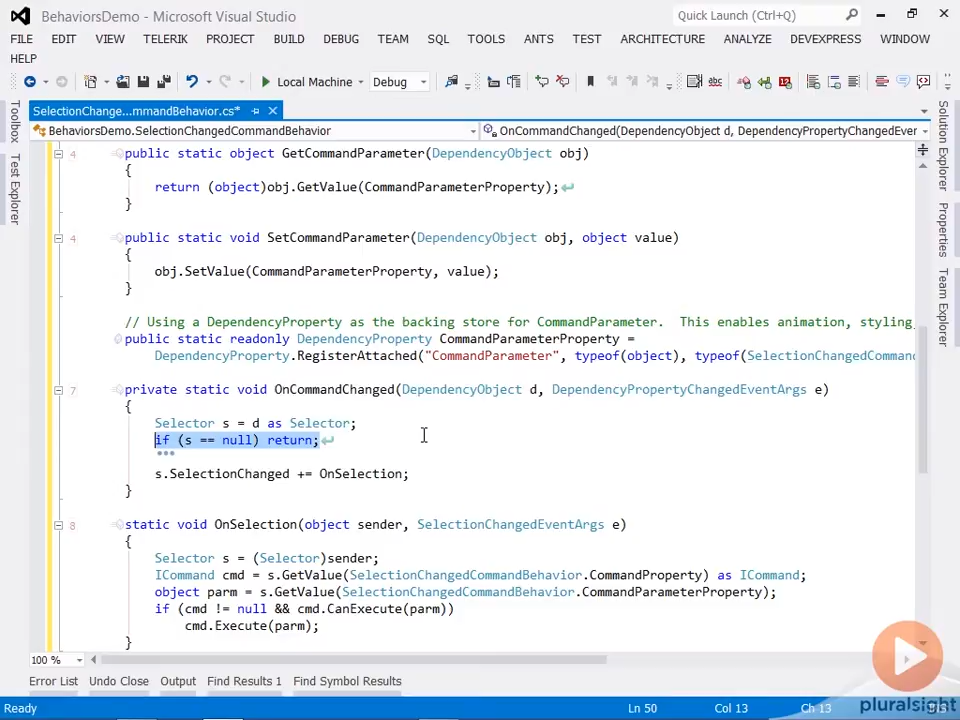 BehaviorsDemo - Microsoft Visual Studio
Quick Launch (Ctrl+Q)
FILE EDIT VIEW TELERIK PROJECT BUILD DEBUG TEAM SQL TOOLS ANTS TEST ARCHITECTURE ANALYZE DEVEXPRESS WINDOW
HELP
Local Machine Debug
SelectionChange...mmandBehavior.cs*
BehaviorsDemo.SelectionChangedCommandBehavior
OnCommandChanged(DependencyObject d, DependencyPropertyChangedEver
Toolbox
Test Explorer
Solution Explorer
Properties
Team Explorer
4 public static object GetCommandParameter(DependencyObject obj)
{
return (object)obj.GetValue(CommandParameterProperty);
}
4 public static void SetCommandParameter(DependencyObject obj, object value)
{
obj.SetValue(CommandParameterProperty, value);
}
// Using a DependencyProperty as the backing store for CommandParameter.  This enables animation, styling,
public static readonly DependencyProperty CommandParameterProperty =
DependencyProperty.RegisterAttached("CommandParameter", typeof(object), typeof(SelectionChangedComman
7 private static void OnCommandChanged(DependencyObject d, DependencyPropertyChangedEventArgs e)
{
Selector s = d as Selector;
if (s == null) return;
s.SelectionChanged += OnSelection;
}
8 static void OnSelection(object sender, SelectionChangedEventArgs e)
{
Selector s = (Selector)sender;
ICommand cmd = s.GetValue(SelectionChangedCommandBehavior.CommandProperty) as ICommand;
object parm = s.GetValue(SelectionChangedCommandBehavior.CommandParameterProperty);
if (cmd != null && cmd.CanExecute(parm))
cmd.Execute(parm);
}
100 %
Error List Undo Close Output Find Results 1 Find Symbol Results
Ready Ln 50 Col 13 Ch 13
pluralsight